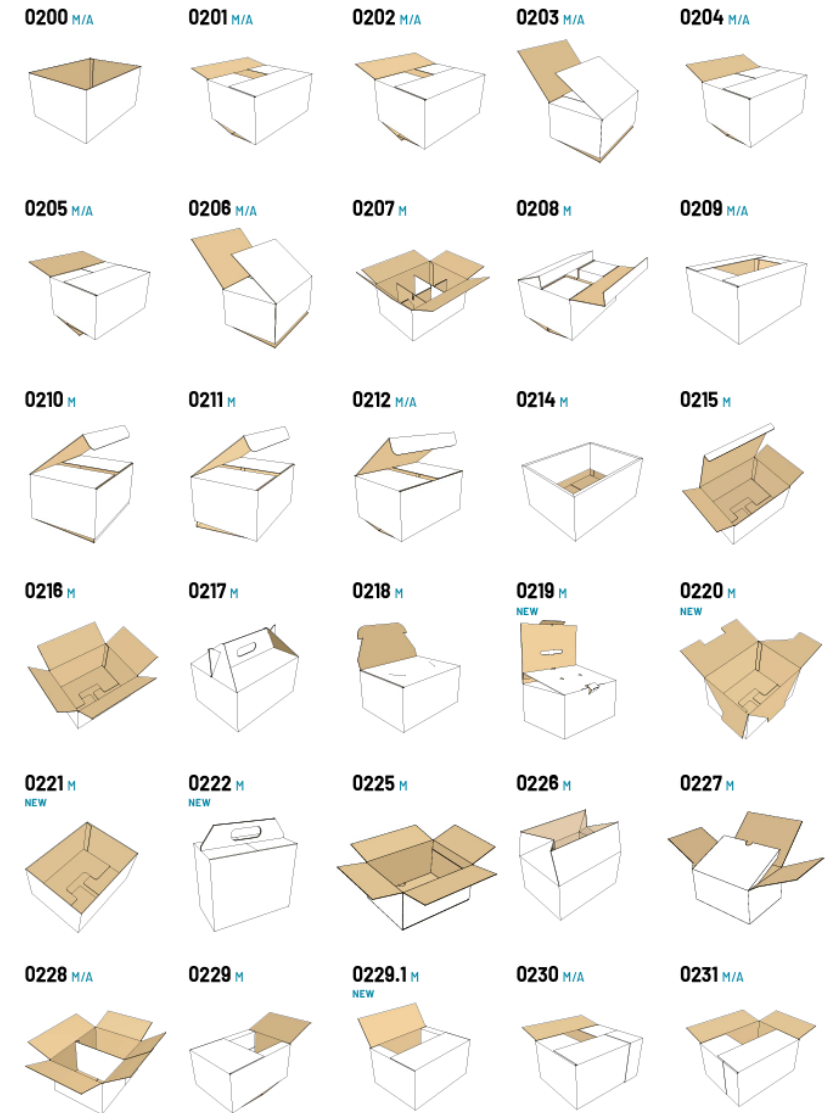 0200 M/A
0201 M/A
0202 M/A
0203 M/A
0204 M/A
0205 M/A
0206 M/A
0207 M
0208 M
0209 M/A
0210 M
0211 M
0212 M/A
0214 M
0215 M
0216 M
0217 M
0218 M
0219 M
NEW
0220 M
NEW
0221 M
NEW
0222 M
NEW
0225 M
0226 M
0227 M
0228 M/A
0229 M
0229.1 M
NEW
0230 M/A
0231 M/A